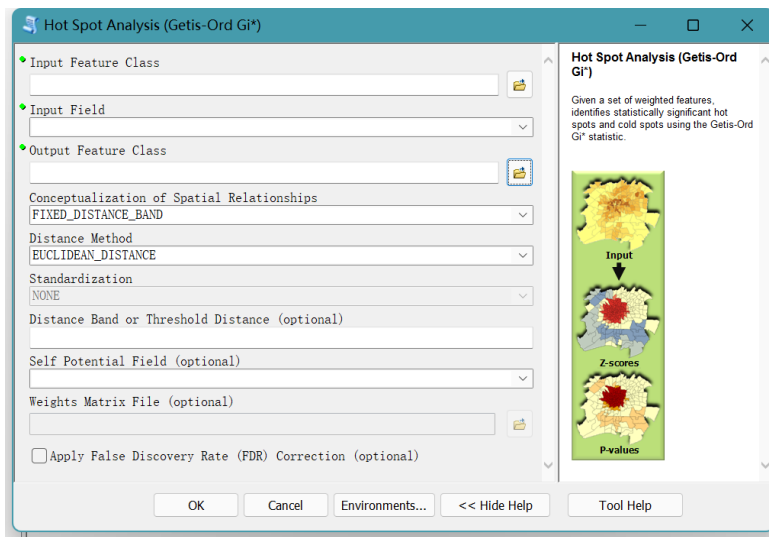 Hot Spot Analysis (Getis-Ord Gi*)
Input Feature Class
Input Field
Output Feature Class
Conceptualization of Spatial Relationships
FIXED_DISTANCE_BAND
Distance Method
EUCLIDEAN_DISTANCE
Standardization
NONE
Distance Band or Threshold Distance (optional)
Self Potential Field (optional)
Weights Matrix File (optional)
Apply False Discovery Rate (FDR) Correction (optional)
OK
Cancel
Environments...
<< Hide Help
Tool Help
Hot Spot Analysis (Getis-Ord
Gi*)
Given a set of weighted features,
identifies statistically significant hot
spots and cold spots using the Getis-Ord
Gi* statistic.
Input
Z-scores
P-values